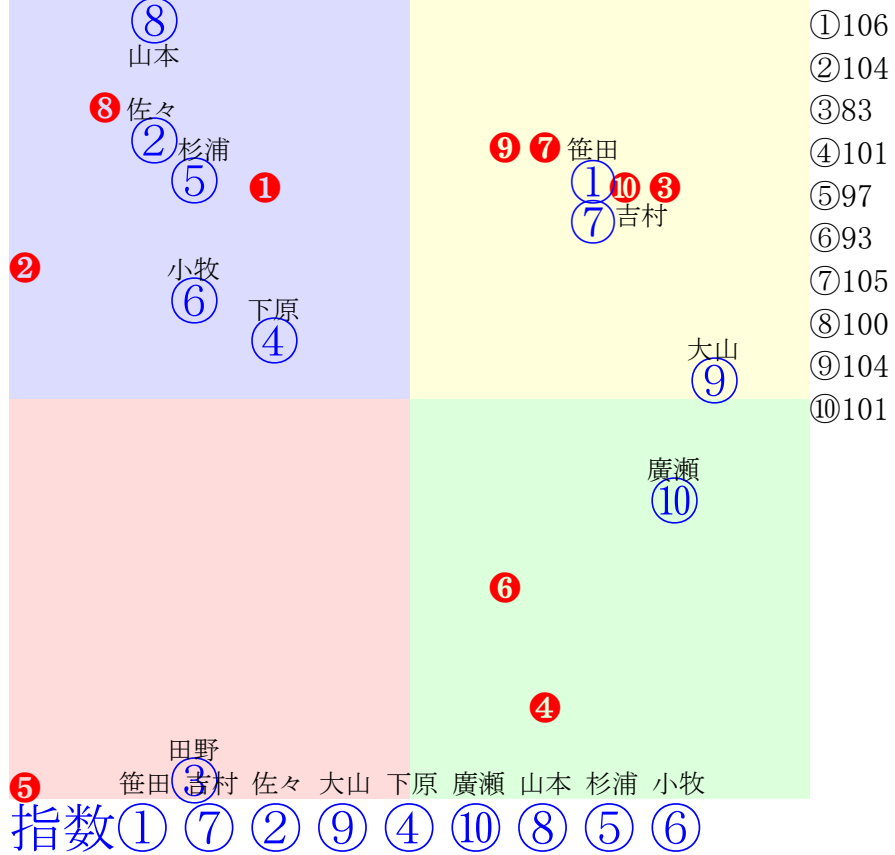 ⑧
山本
❽ 佐々
②
杉浦
⑤
❶
❷
小牧
⑥
下原
④
❾ ❼ 笹田
① ❿ ❸
⑦ 吉村
大山
⑨
廣瀬
⑩
❻
❹
田野
③
❺
笹田 吉村 佐々 大山 下原 廣瀬 山本 杉浦 小牧
指数① ⑦ ② ⑨ ④ ⑩ ⑧ ⑤ ⑥
①106
②104
③83
④101
⑤97
⑥93
⑦105
⑧100
⑨104
⑩101